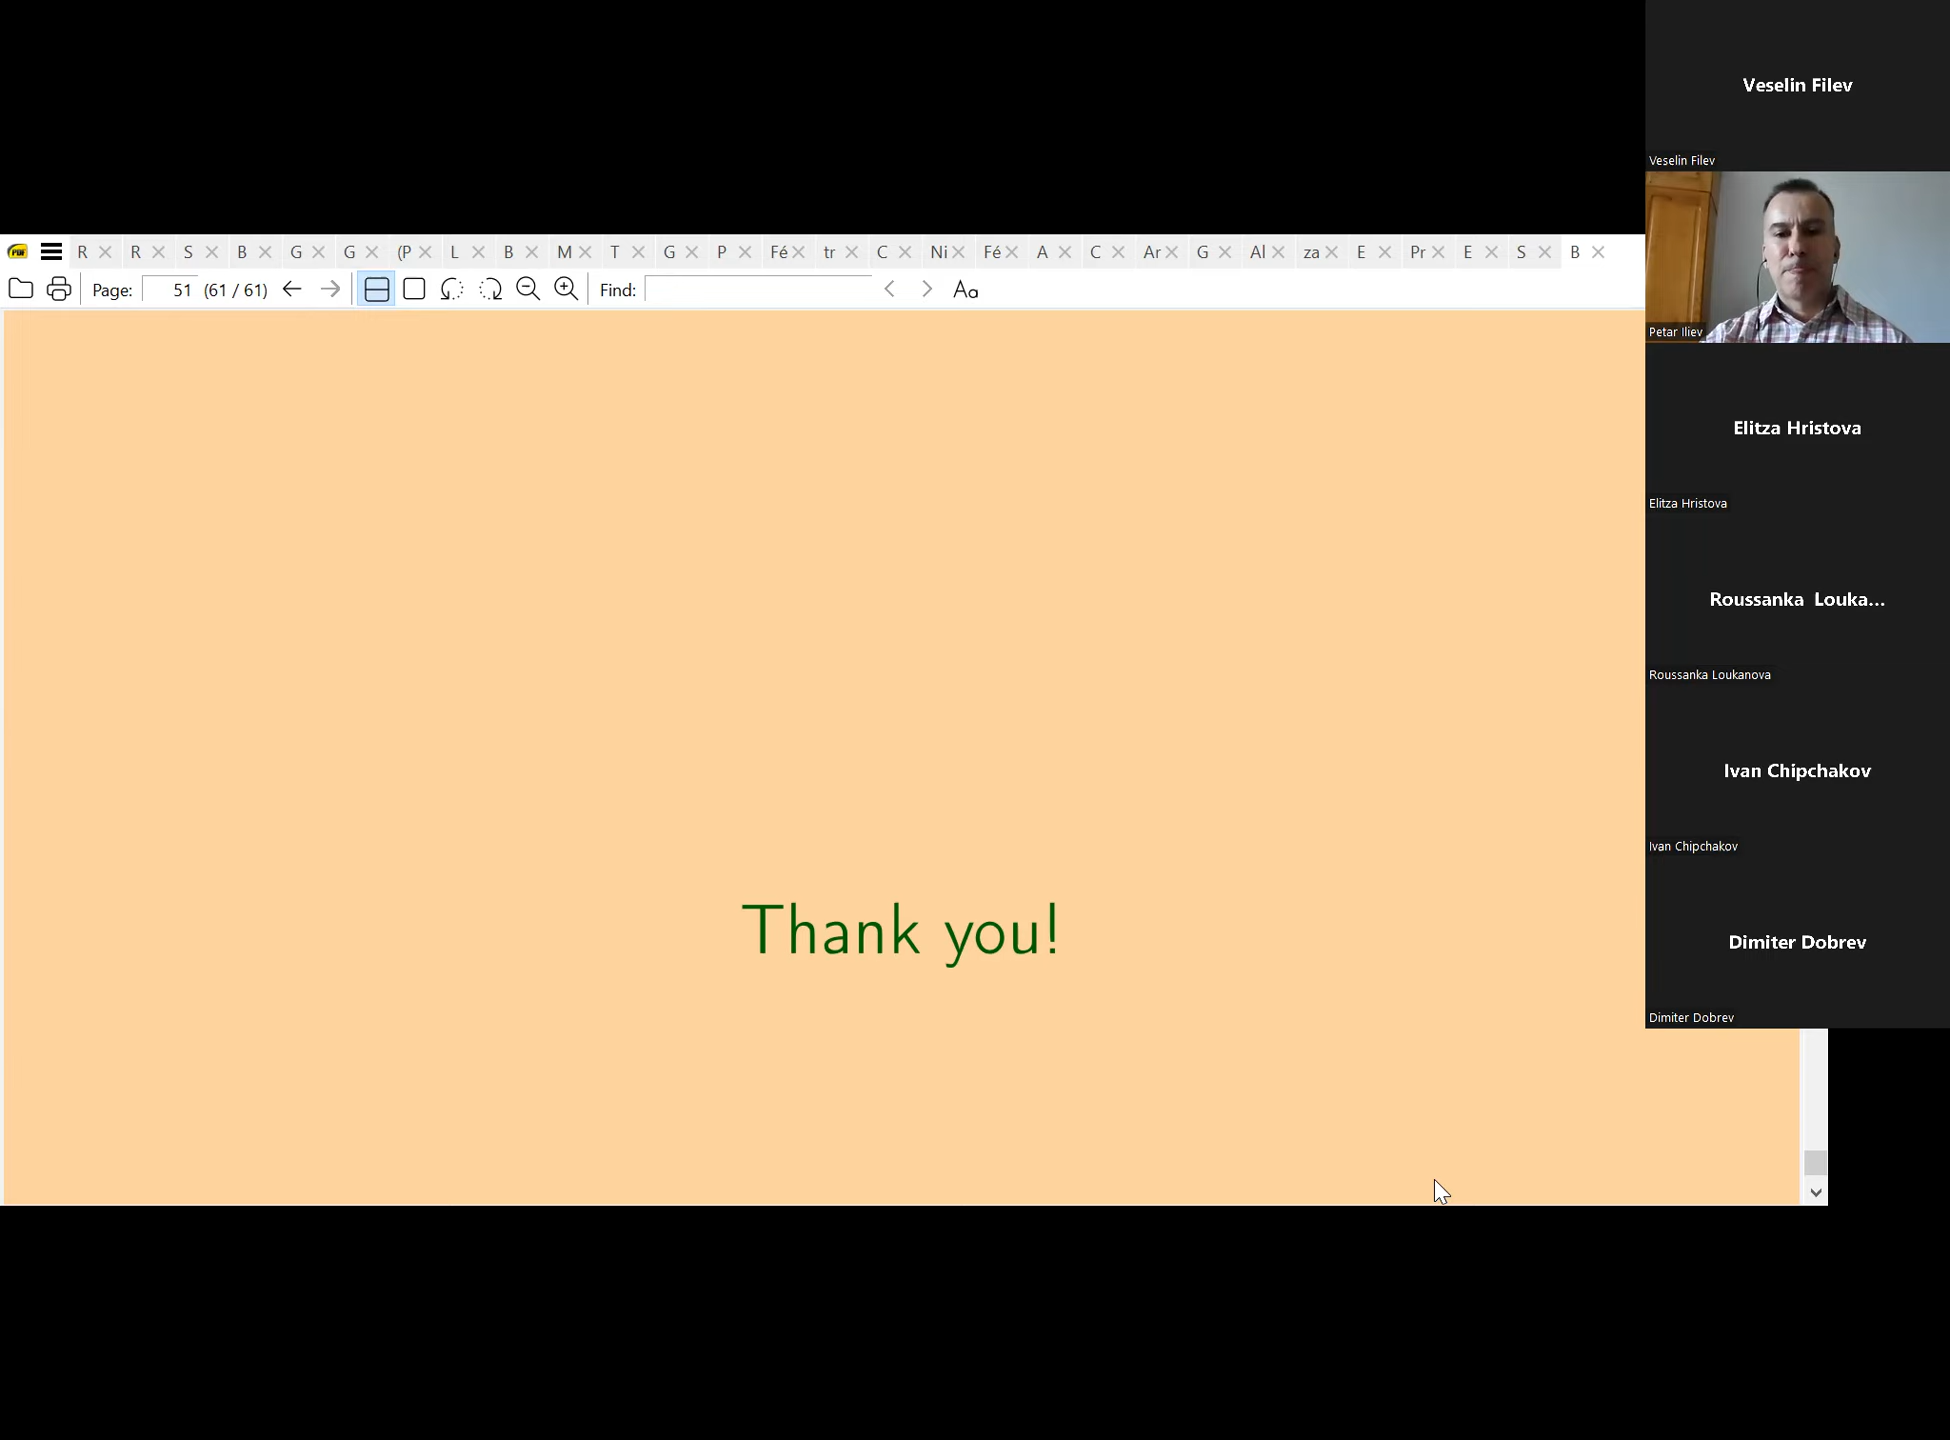 R R S B G G (P L B M T G P Fé tr C Ni Fé A C Ar G Al za E Pr E S B
Page: 51 (61 / 61) Find: Aa
Thank you!
Veselin Filev
Veselin Filev
Petar Iliev
Elitza Hristova
Elitza Hristova
Roussanka Louka...
Roussanka Loukanova
Ivan Chipchakov
Ivan Chipchakov
Dimiter Dobrev
Dimiter Dobrev